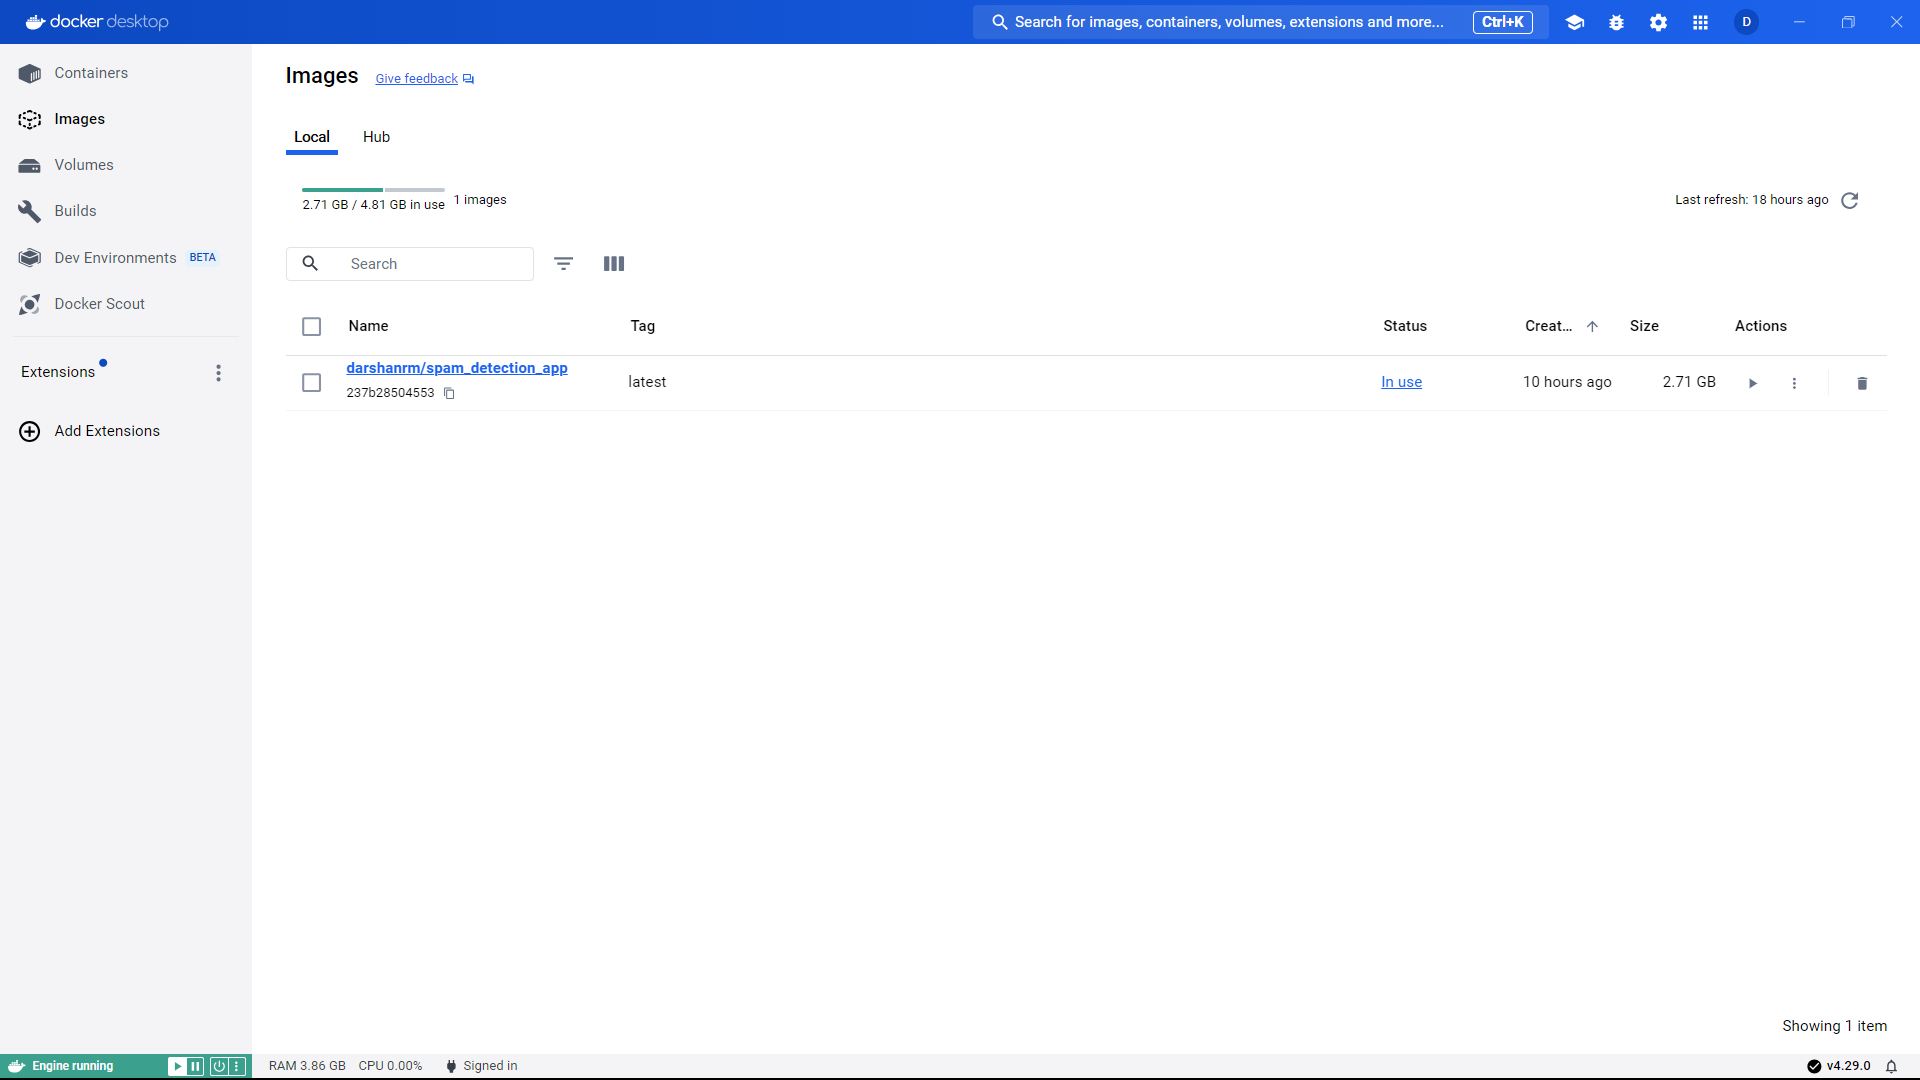 docker desktop
Search for images, containers, volumes, extensions and more...
Ctrl+K
D
Containers
Images
Volumes
Builds
Dev Environments BETA
Docker Scout
Extensions
Add Extensions
Images Give feedback
Local Hub
2.71 GB / 4.81 GB in use 1 images
Last refresh: 18 hours ago
Search
Name Tag Status Creat... Size Actions
darshanrm/spam_detection_app
237b28504553
latest In use 10 hours ago 2.71 GB
Showing 1 item
Engine running
RAM 3.86 GB CPU 0.00% Signed in
v4.29.0